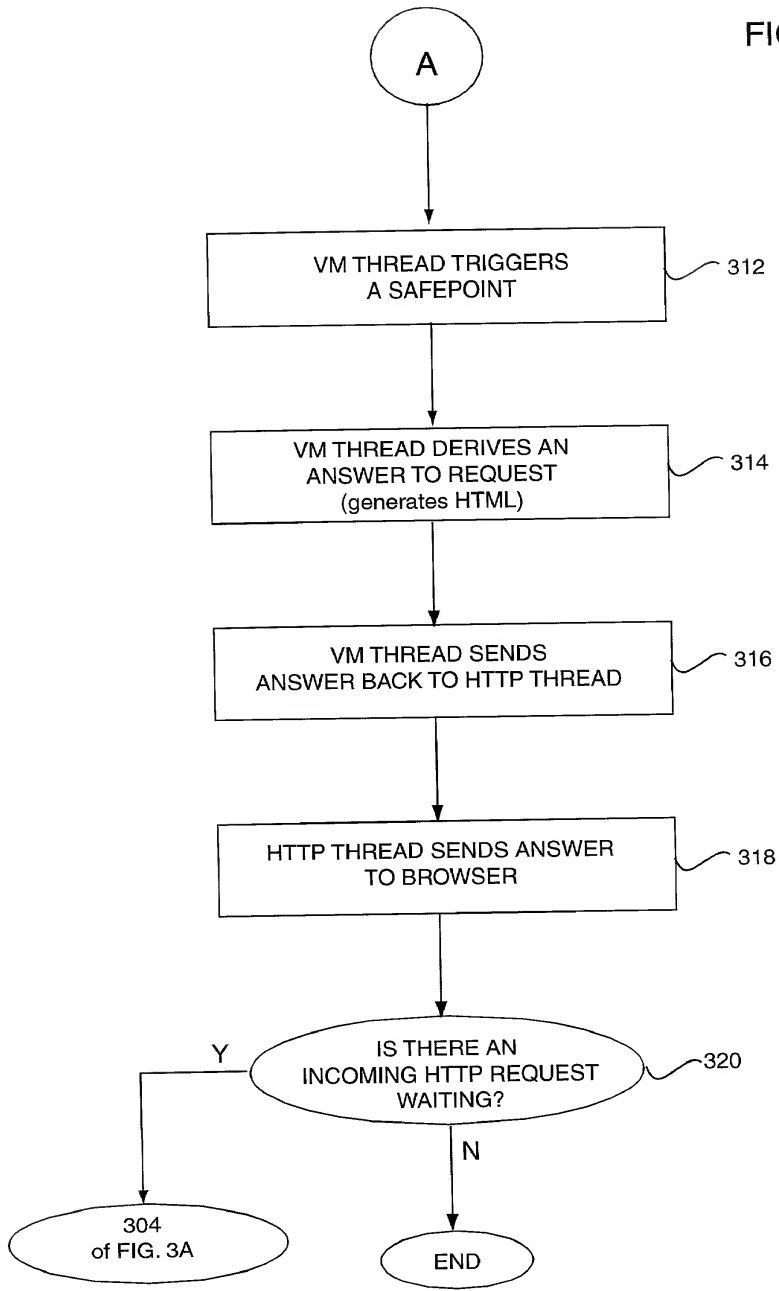 A
VM THREAD TRIGGERS
A SAFEPOINT
312
VM THREAD DERIVES AN
ANSWER TO REQUEST
(generates HTML)
314
VM THREAD SENDS
ANSWER BACK TO HTTP THREAD
316
HTTP THREAD SENDS ANSWER
TO BROWSER
318
IS THERE AN
INCOMING HTTP REQUEST
WAITING?
320
Y
N
304
of FIG. 3A
END